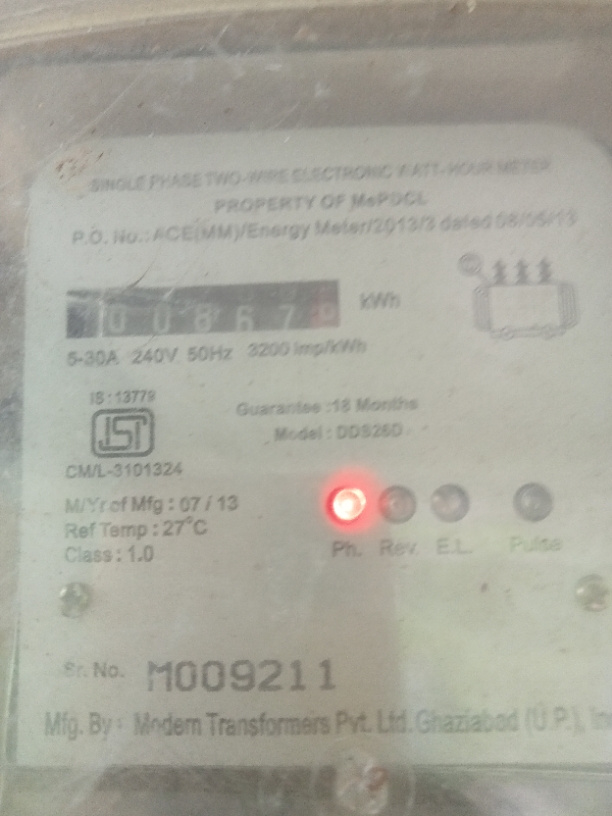 SINGLE PHASE TWO-WIRE ELECTRONIC WATT-HOUR METER
PROPERTY OF MePDCL
P.O. No.: ACE(MM)/Energy Meter/2013/3 dated 08/05/13
0 0 8 6 7 kWh
5-30A 240V 50Hz 3200 imp/kWh
IS : 13779
Guarantee :18 Months
Model : DDS26D
ISI
CM/L-3101324
M/Yr of Mfg : 07 / 13
Ref Temp : 27°C
Class : 1.0
Ph. Rev. E.L. Pulse
Sr. No. M009211
Mfg. By : Modern Transformers Pvt. Ltd. Ghaziabad (U.P.),